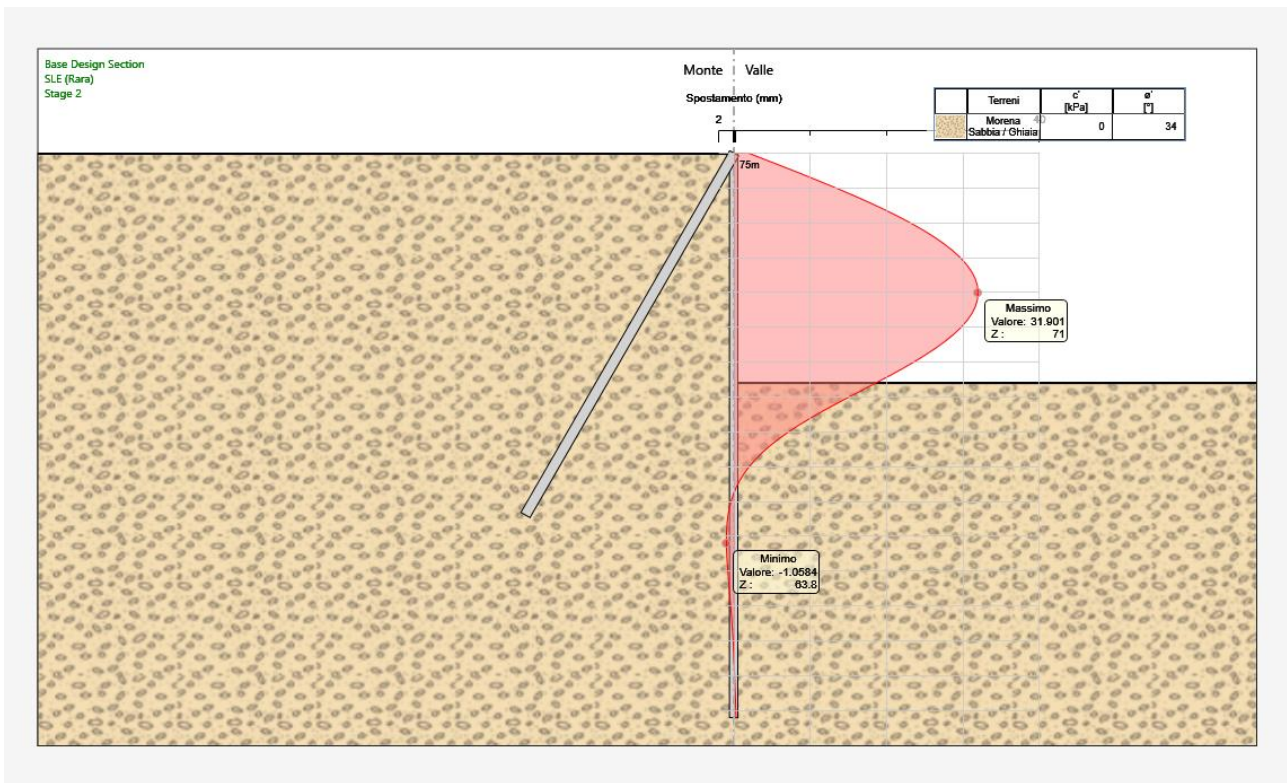 Base Design Section
SLE (Rara)
Stage 2
Monte Valle
Spostamento (mm)
2
40
Terreni c' [kPa] ø' [°]
Morena Sabbia / Ghiaia 0 34
75m
Massimo
Valore: 31.901
Z : 71
Minimo
Valore: -1.0584
Z : 63.8